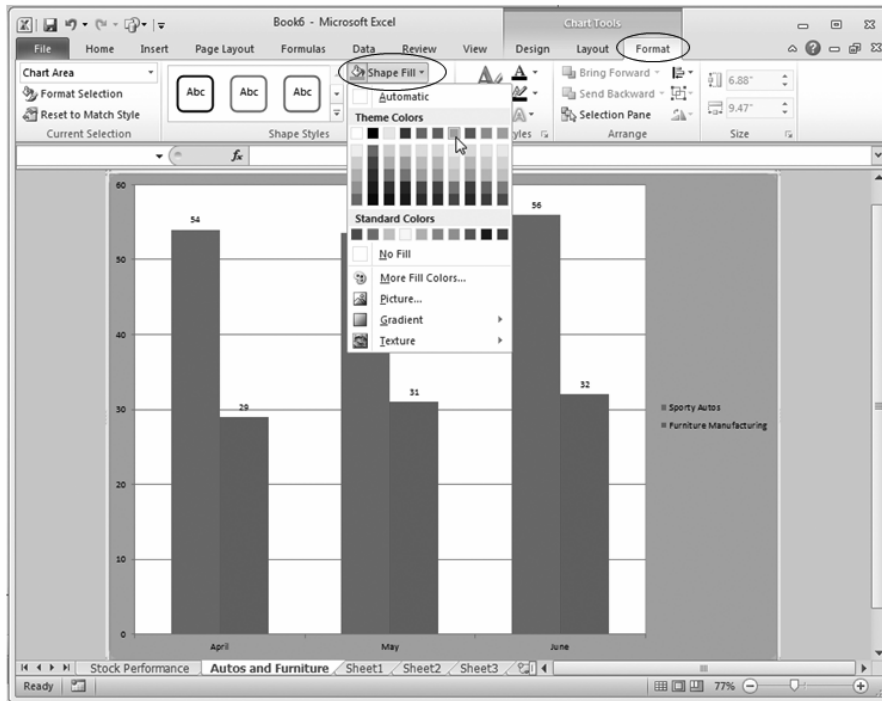 Book6 - Microsoft Excel
Chart Tools
File Home Insert Page Layout Formulas Data Review View Design Layout Format
Chart Area
Format Selection
Reset to Match Style
Current Selection
Abc Abc Abc
Shape Styles
Shape Fill
Automatic
Theme Colors
Standard Colors
No Fill
More Fill Colors...
Picture...
Gradient
Texture
A A
A
yles
Bring Forward
Send Backward
Selection Pane
Arrange
6.88"
9.47"
Size
fx
60
50
40
30
20
10
0
54
29
31
56
32
April May June
Sporty Autos
Furniture Manufacturing
Stock Performance Autos and Furniture Sheet1 Sheet2 Sheet3
Ready 77%